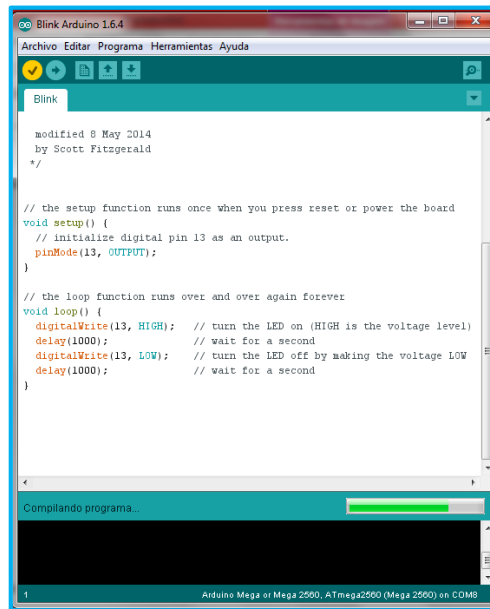 Blink Arduino 1.6.4
Archivo Editar Programa Herramientas Ayuda
Blink
modified 8 May 2014
by Scott Fitzgerald
*/
// the setup function runs once when you press reset or power the board
void setup() {
// initialize digital pin 13 as an output.
pinMode(13, OUTPUT);
}
// the loop function runs over and over again forever
void loop() {
digitalWrite(13, HIGH);   // turn the LED on (HIGH is the voltage level)
delay(1000);              // wait for a second
digitalWrite(13, LOW);    // turn the LED off by making the voltage LOW
delay(1000);              // wait for a second
}
Compilando programa...
1 Arduino Mega or Mega 2560, ATmega2560 (Mega 2560) on COM8